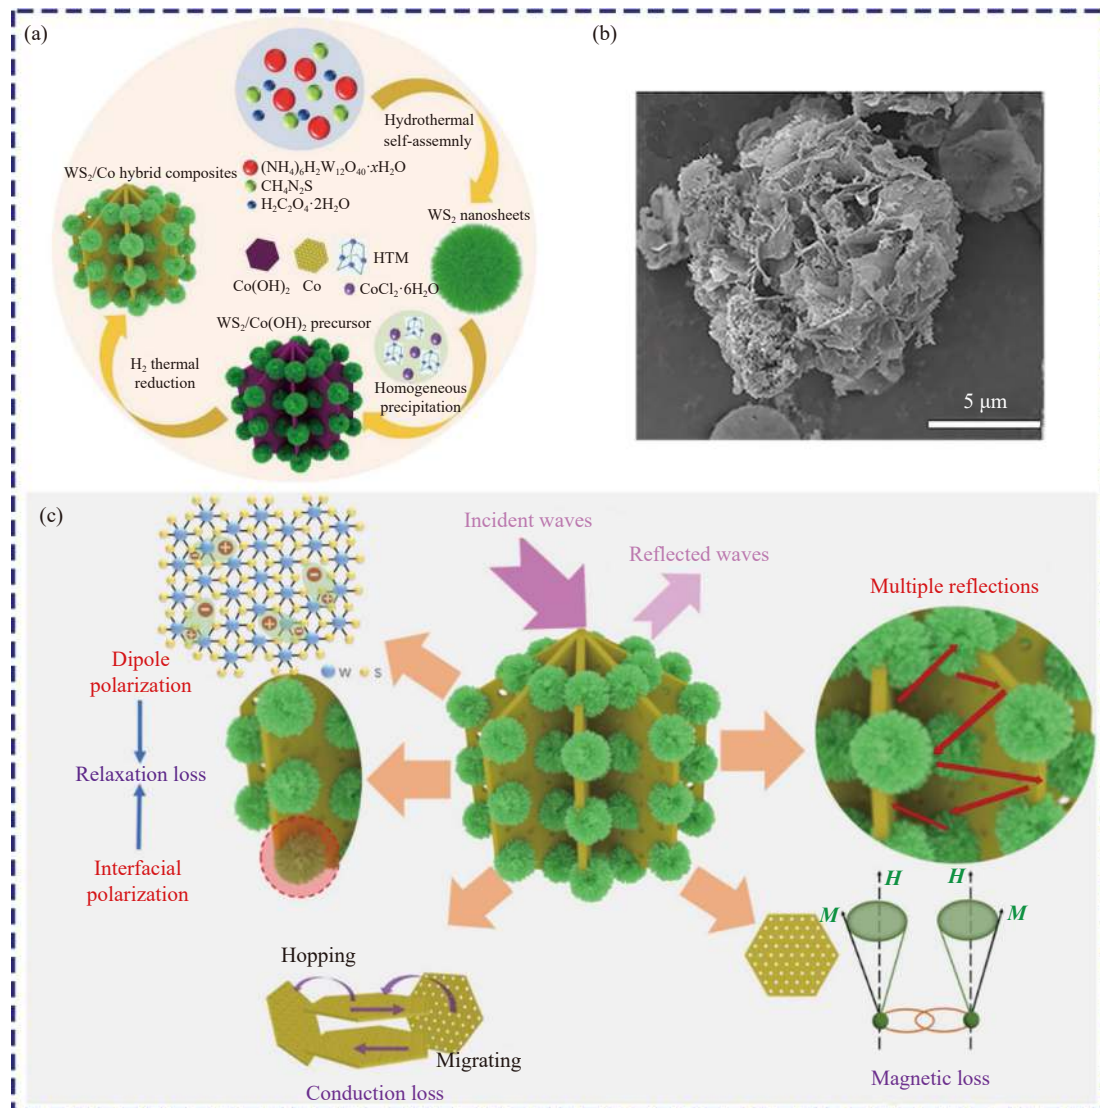 (a)
Hydrothermal
self-assemnly
(NH₄)₆H₂W₁₂O₄₀·xH₂O
CH₄N₂S
H₂C₂O₄·2H₂O
WS₂/Co hybrid composites
WS₂ nanosheets
HTM
Co(OH)₂ Co
CoCl₂·6H₂O
WS₂/Co(OH)₂ precursor
H₂ thermal
reduction
Homogeneous
precipitation
(b)
5 μm
(c)
Incident waves
Reflected waves
Multiple reflections
W S
Dipole
polarization
Relaxation loss
Interfacial
polarization
Hopping
Migrating
Conduction loss
H H
M M
Magnetic loss